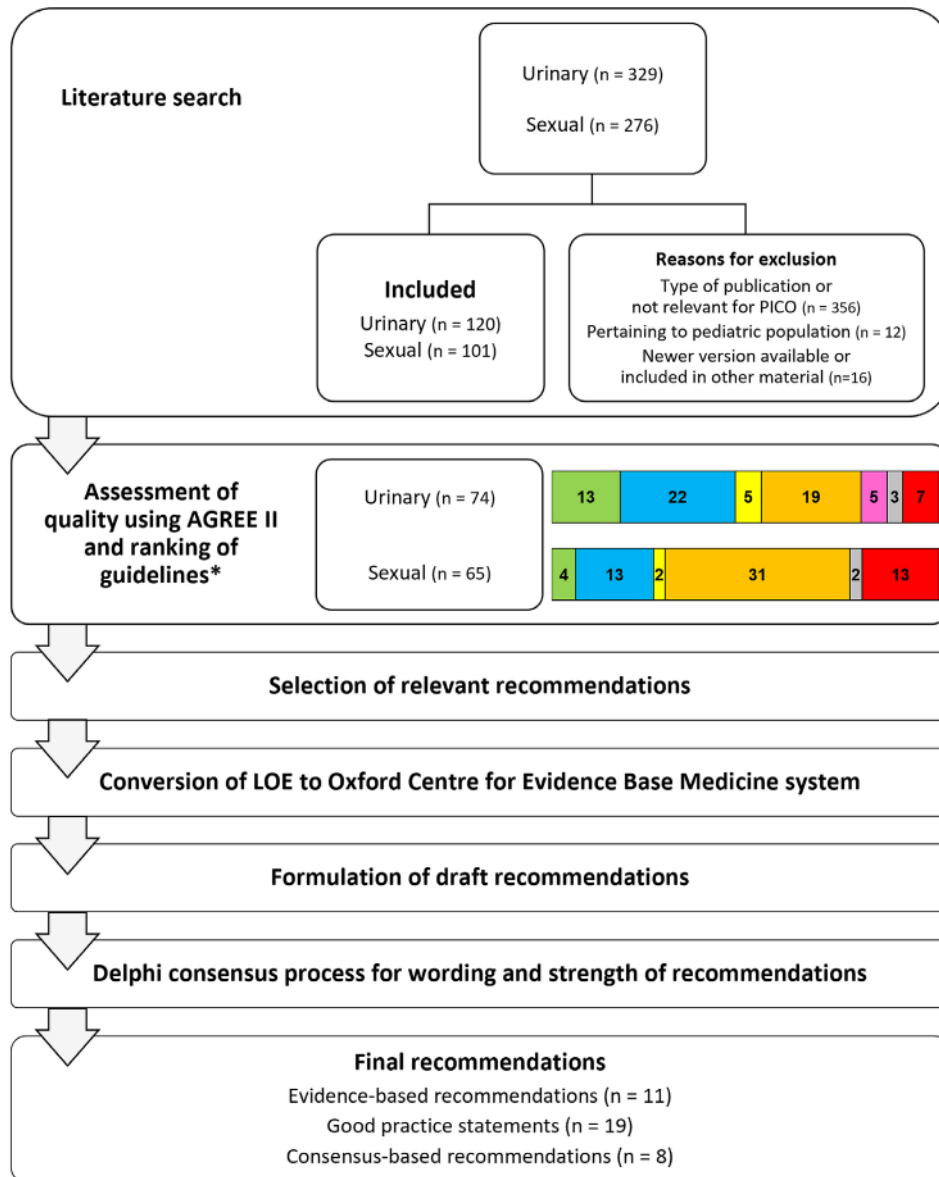 Literature search
Urinary (n = 329)
Sexual (n = 276)
Included
Urinary (n = 120)
Sexual (n = 101)
Reasons for exclusion
Type of publication or
not relevant for PICO (n = 356)
Pertaining to pediatric population (n = 12)
Newer version available or
included in other material (n=16)
Assessment of
quality using AGREE II
and ranking of
guidelines*
Urinary (n = 74)
13 22 5 19 5 3 7
Sexual (n = 65)
4 13 2 31 2 13
Selection of relevant recommendations
Conversion of LOE to Oxford Centre for Evidence Base Medicine system
Formulation of draft recommendations
Delphi consensus process for wording and strength of recommendations
Final recommendations
Evidence-based recommendations (n = 11)
Good practice statements (n = 19)
Consensus-based recommendations (n = 8)